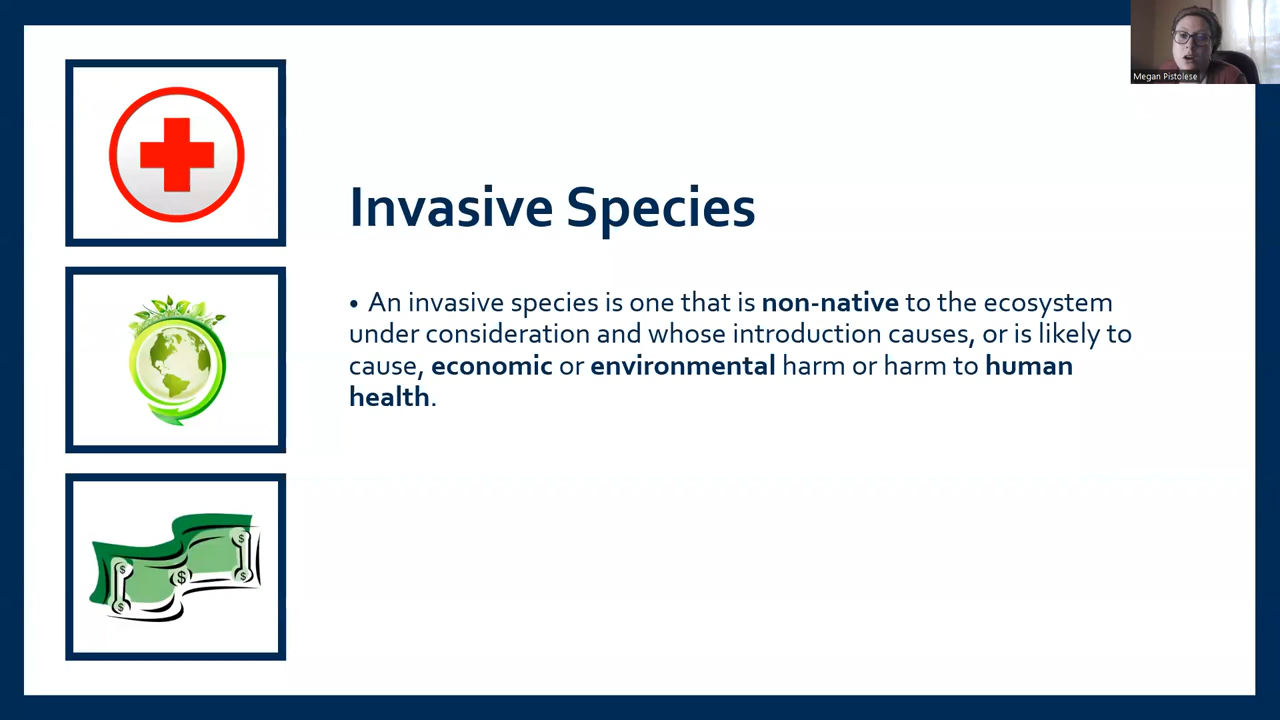 Megan Pistolese
Invasive Species
• An invasive species is one that is non-native to the ecosystem
under consideration and whose introduction causes, or is likely to
cause, economic or environmental harm or harm to human
health.
$
$
$
$
$